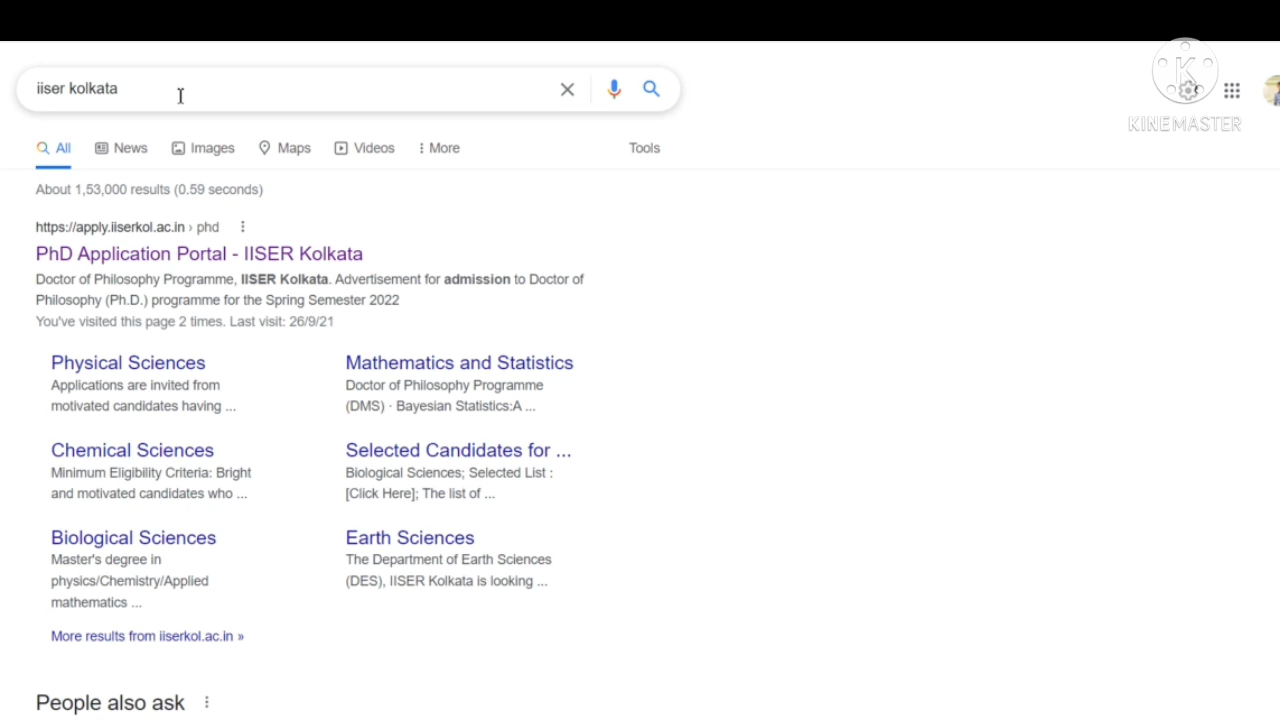 iiser kolkata
KINEMASTER
All News Images Maps Videos More Tools
About 1,53,000 results (0.59 seconds)
https://apply.iiserkol.ac.in › phd
PhD Application Portal - IISER Kolkata
Doctor of Philosophy Programme, IISER Kolkata. Advertisement for admission to Doctor of
Philosophy (Ph.D.) programme for the Spring Semester 2022
You've visited this page 2 times. Last visit: 26/9/21
Physical Sciences
Applications are invited from
motivated candidates having ...
Mathematics and Statistics
Doctor of Philosophy Programme
(DMS) · Bayesian Statistics:A ...
Chemical Sciences
Minimum Eligibility Criteria: Bright
and motivated candidates who ...
Selected Candidates for ...
Biological Sciences; Selected List :
[Click Here]; The list of ...
Biological Sciences
Master's degree in
physics/Chemistry/Applied
mathematics ...
Earth Sciences
The Department of Earth Sciences
(DES), IISER Kolkata is looking ...
More results from iiserkol.ac.in »
People also ask